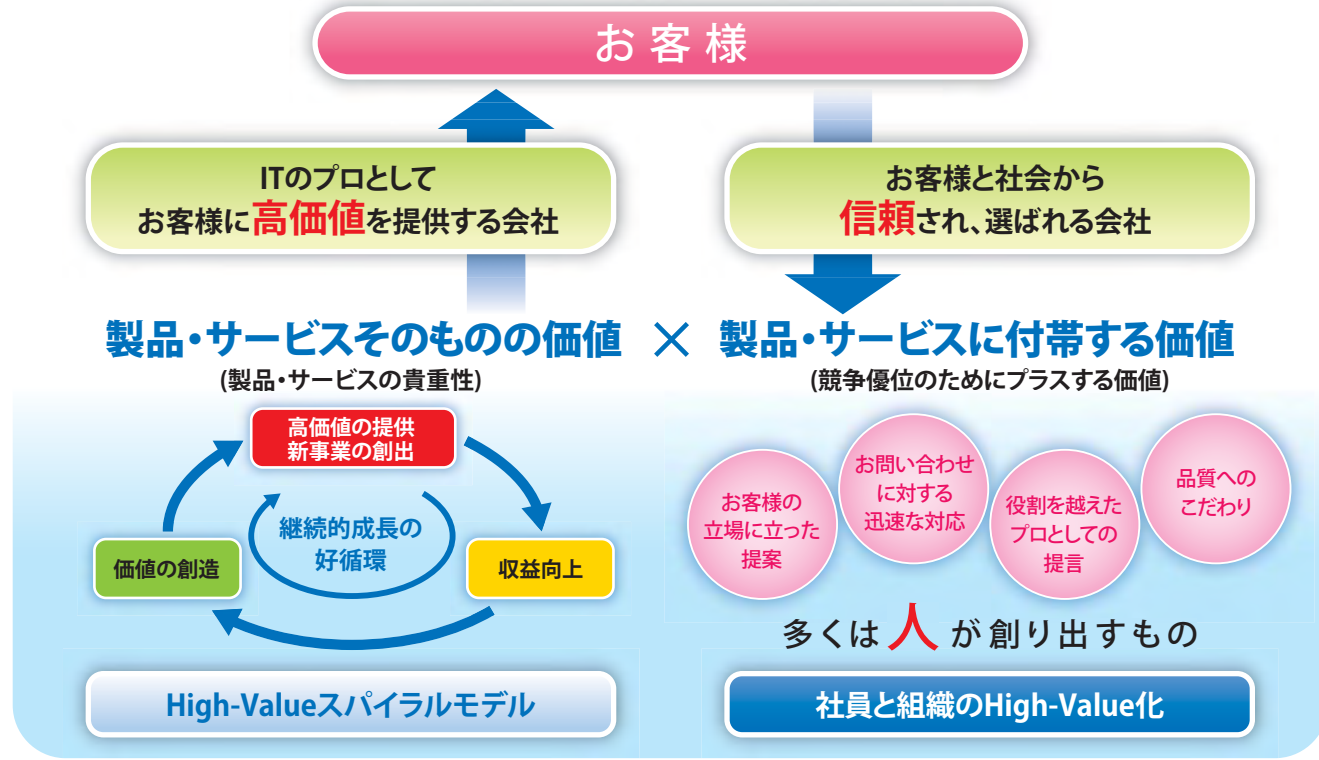 お客様
ITのプロとして
お客様に高価値を提供する会社
お客様と社会から
信頼され、選ばれる会社
製品・サービスそのものの価値 × 製品・サービスに付帯する価値
(製品・サービスの貴重性)
(競争優位のためにプラスする価値)
高価値の提供
新事業の創出
継続的成長の
好循環
価値の創造
収益向上
お客様の
立場に立った
提案
お問い合わせ
に対する
迅速な対応
役割を越えた
プロとしての
提言
品質への
こだわり
多くは人が創り出すもの
High-Valueスパイラルモデル
社員と組織のHigh-Value化